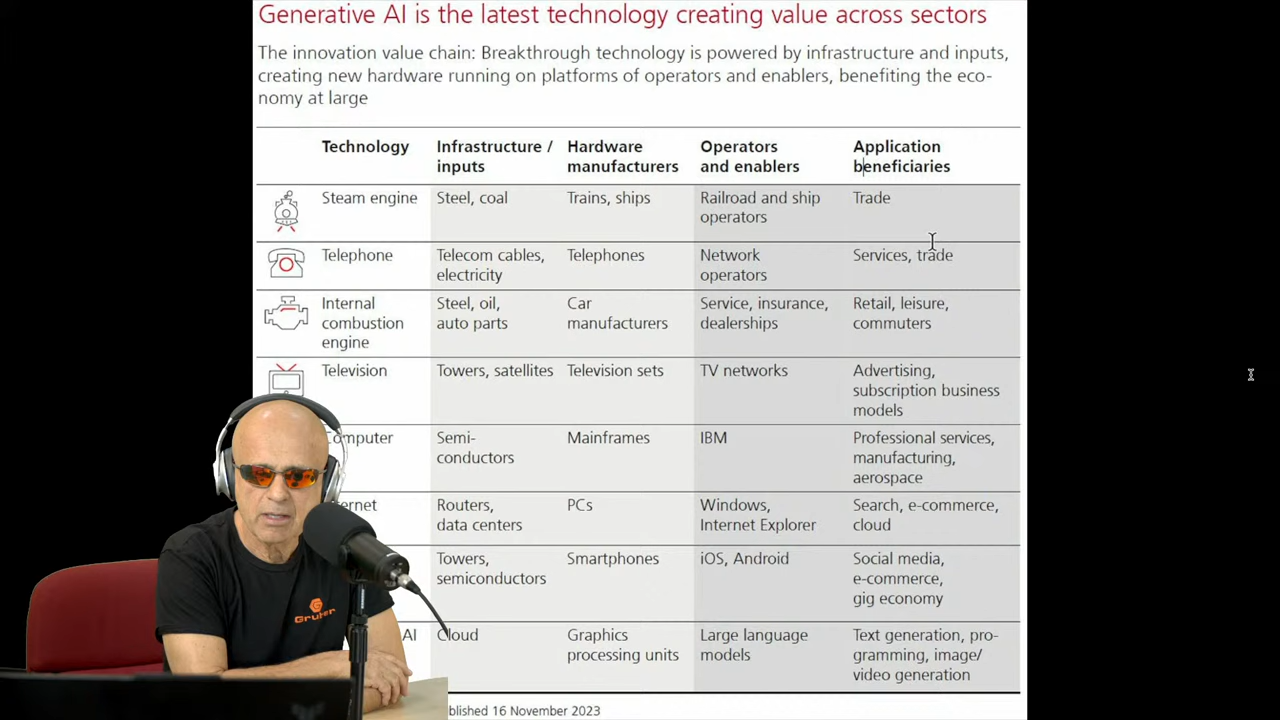 Generative AI is the latest technology creating value across sectors
The innovation value chain: Breakthrough technology is powered by infrastructure and inputs,
creating new hardware running on platforms of operators and enablers, benefiting the eco-
nomy at large
Technology
Infrastructure /
inputs
Hardware
manufacturers
Operators
and enablers
Application
beneficiaries
Steam engine
Steel, coal
Trains, ships
Railroad and ship
operators
Trade
Telephone
Telecom cables,
electricity
Telephones
Network
operators
Services, trade
Internal
combustion
engine
Steel, oil,
auto parts
Car
manufacturers
Service, insurance,
dealerships
Retail, leisure,
commuters
Television
Towers, satellites
Television sets
TV networks
Advertising,
subscription business
models
Computer
Semi-
conductors
Mainframes
IBM
Professional services,
manufacturing,
aerospace
Routers,
data centers
PCs
Windows,
Internet Explorer
Search, e-commerce,
cloud
Towers,
semiconductors
Smartphones
iOS, Android
Social media,
e-commerce,
gig economy
AI
Cloud
Graphics
processing units
Large language
models
Text generation, pro-
gramming, image/
video generation
16 November 2023